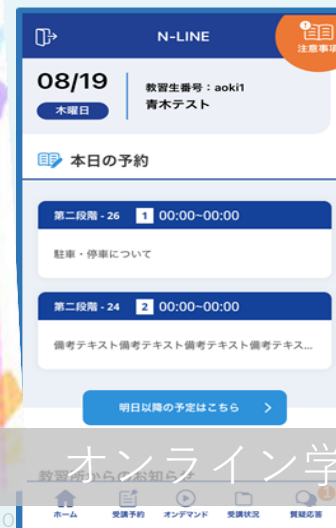 N-LINE
注意事項
08/19
木曜日
教習生番号：aoki1
青木テスト
本日の予約
第二段階 - 26 1 00:00~00:00
駐車・停車について
第二段階 - 24 2 00:00~00:00
備考テキスト備考テキスト備考テキスト備考テキス...
明日以降の予定はこちら
教習所からのお知らせ
オンライン学
ホーム 受講予約 オンデマンド 受講状況 質疑応答